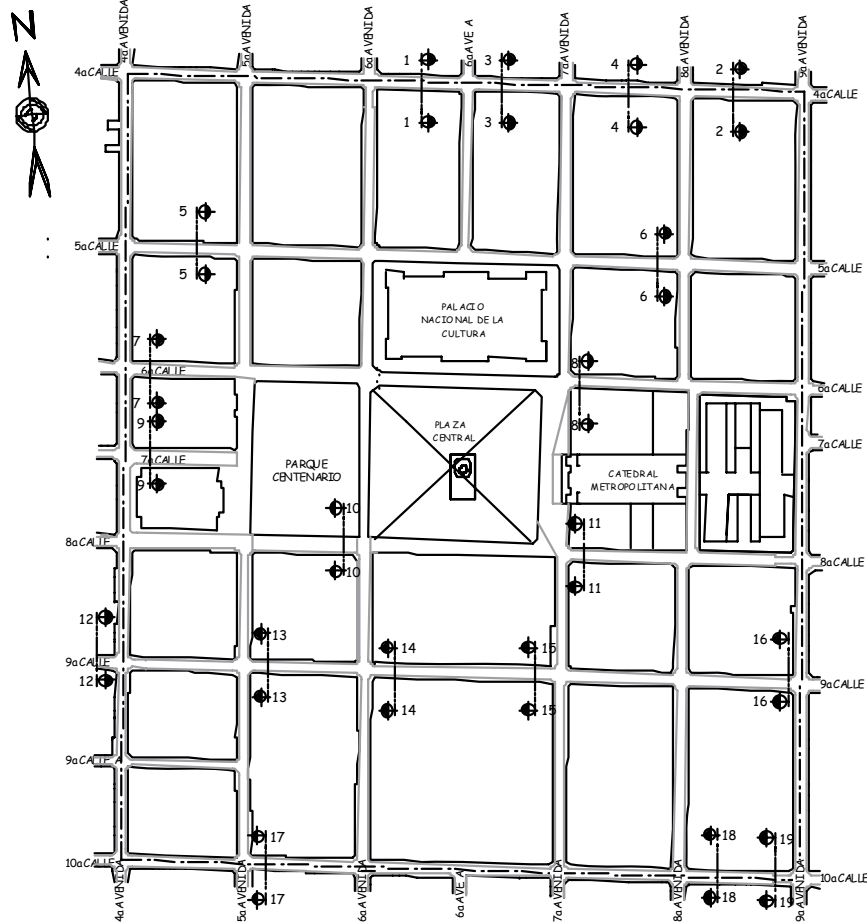 N
4a AVENIDA
5a AVENIDA
6a AVENIDA
6a AVE A
7a AVENIDA
8a AVENIDA
9a AVENIDA
1
3
4
2
4a CALLE
4a CALLE
1
3
4
2
5
6
5a CALLE
5a CALLE
5
6
PALACIO
NACIONAL DE LA
CULTURA
7
8
6a CALLE
6a CALLE
7
9
8
PLAZA
CENTRAL
7a CALLE
7a CALLE
PARQUE
CENTENARIO
CATEDRAL
METROPOLITANA
9
10
11
8a CALLE
8a CALLE
10
11
12
13
14
15
16
9a CALLE
9a CALLE
12
13
14
15
16
9a CALLE A
17
18
19
10a CALLE
10a CALLE
17
18
19
4a AVENIDA
5a AVENIDA
6a AVENIDA
6a AVE A
7a AVENIDA
8a AVENIDA
9a AVENIDA